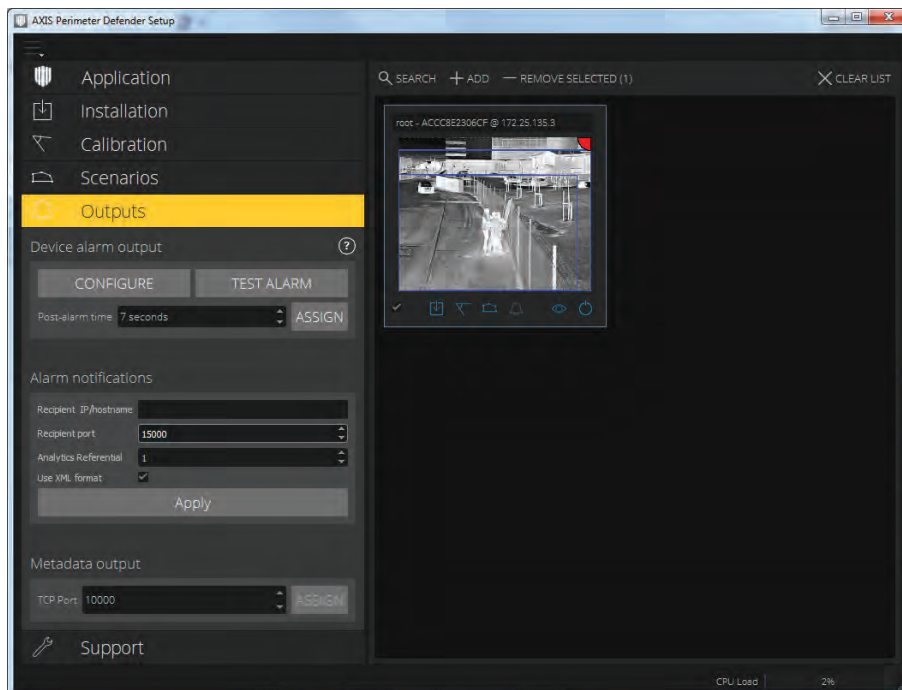 AXIS Perimeter Defender Setup
Application
Installation
Calibration
Scenarios
Outputs
Device alarm output
?
CONFIGURE
TEST ALARM
Post-alarm time 7 seconds
ASSIGN
Alarm notifications
Recipient IP/hostname
Recipient port 15000
Analytics Referential 1
Use XML format
Apply
Metadata output
TCP Port 10000
ASSIGN
Support
SEARCH
ADD
REMOVE SELECTED (1)
CLEAR LIST
root - ACCC8E2306CF @ 172.25.135.3
CPU Load 2%